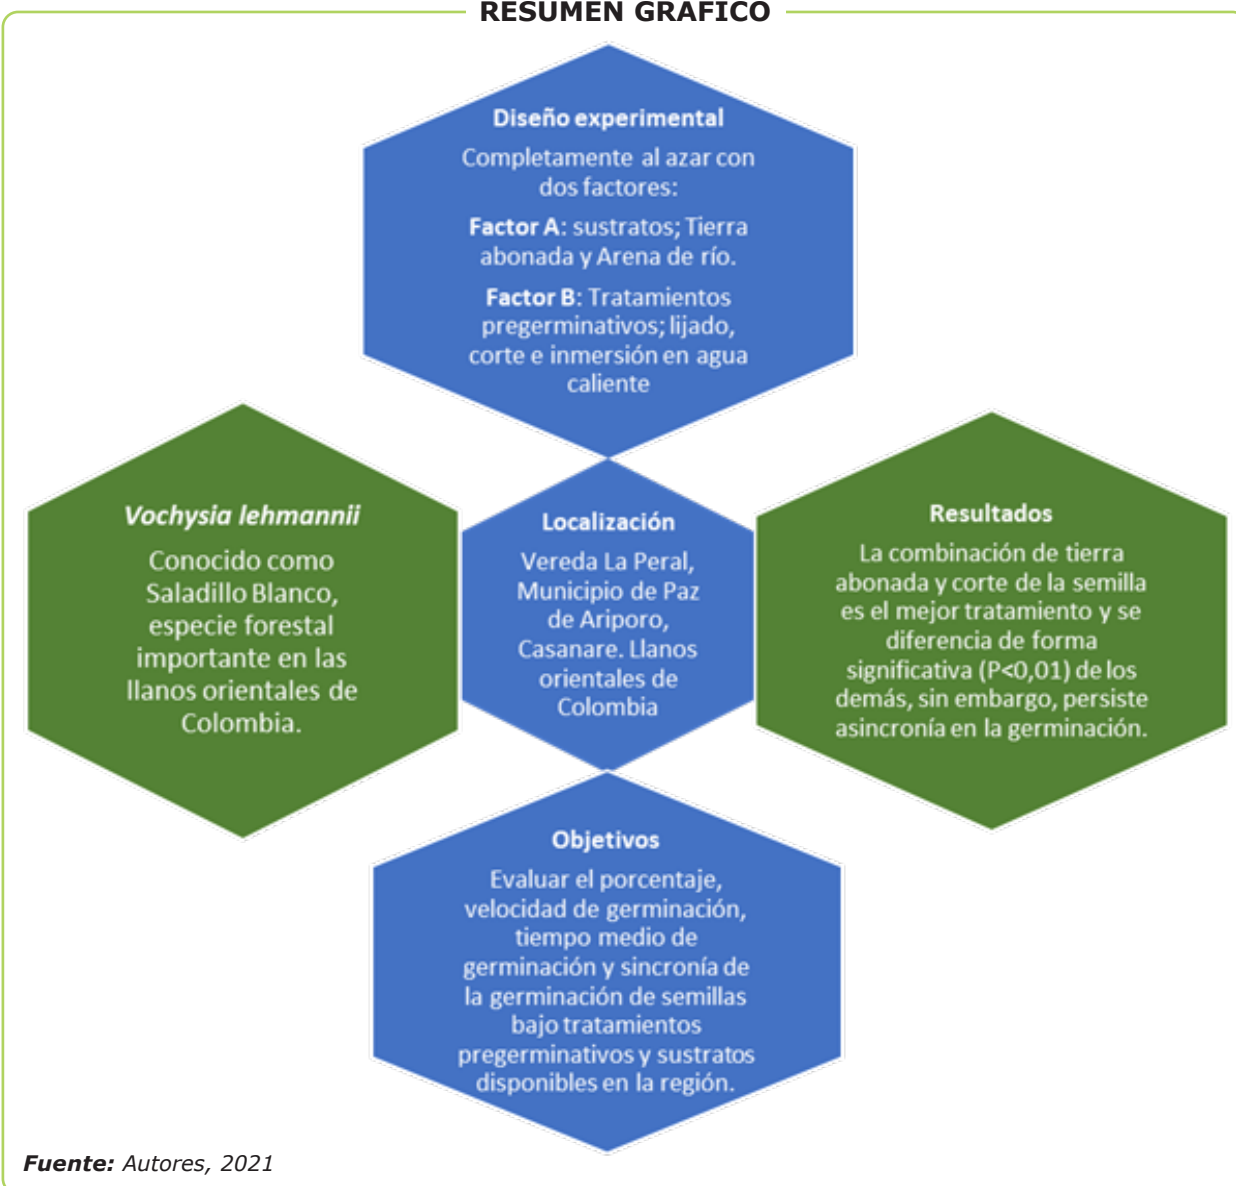 RESUMEN GRÁFICO
Diseño experimental
Completamente al azar con
dos factores:
Factor A: sustratos; Tierra
abonada y Arena de río.
Factor B: Tratamientos
pregerminativos; lijado,
corte e inmersión en agua
caliente
Vochysia lehmannii
Conocido como
Saladillo Blanco,
especie forestal
importante en las
llanos orientales de
Colombia.
Localización
Vereda La Peral,
Municipio de Paz
de Ariporo,
Casanare. Llanos
orientales de
Colombia
Resultados
La combinación de tierra
abonada y corte de la semilla
es el mejor tratamiento y se
diferencia de forma
significativa (P<0,01) de los
demás, sin embargo, persiste
asincronía en la germinación.
Objetivos
Evaluar el porcentaje,
velocidad de germinación,
tiempo medio de
germinación y sincronía de
la germinación de semillas
bajo tratamientos
pregerminativos y sustratos
disponibles en la región.
Fuente: Autores, 2021